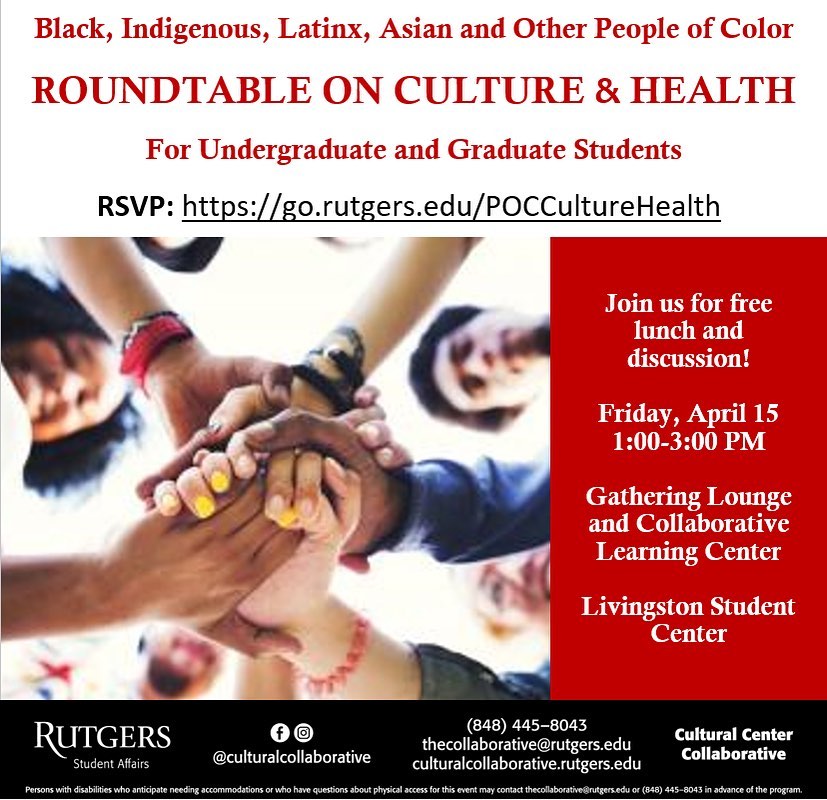 Black, Indigenous, Latinx, Asian and Other People of Color
ROUNDTABLE ON CULTURE & HEALTH
For Undergraduate and Graduate Students
RSVP: https://go.rutgers.edu/POCCultureHealth
Join us for free
lunch and
discussion!
Friday, April 15
1:00-3:00 PM
Gathering Lounge
and Collaborative
Learning Center
Livingston Student
Center
RUTGERS
Student Affairs
@culturalcollaborative
(848) 445–8043
thecollaborative@rutgers.edu
culturalcollaborative.rutgers.edu
Cultural Center
Collaborative
Persons with disabilities who anticipate needing accommodations or who have questions about physical access for this event may contact thecollaborative@rutgers.edu or (848) 445–8043 in advance of the program.